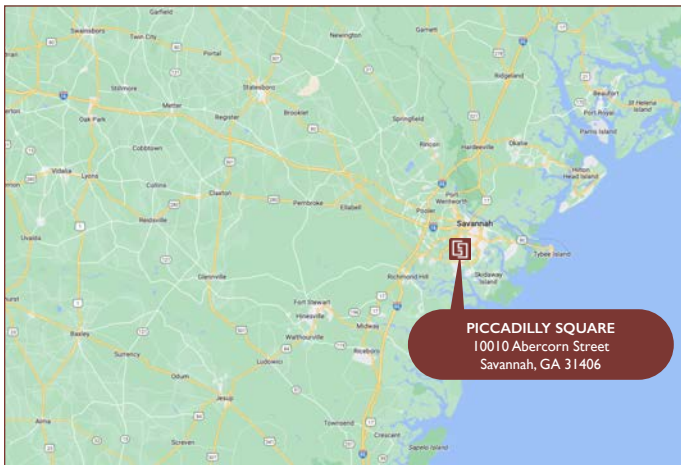 Garfield
Swainsboro
Twin City
Newington
Garnett
Portal
Ridgeland
Stillmore
Statesboro
Beaufort
St Helena
Island
Oak Park
Metter
Register
Brooklet
Springfield
Port Royal
Parris Island
Cobbtown
Rincon
Hardeeville
Okatie
Vidalia
Lyons
Collins
Claxton
Pembroke
Ellabell
Port
Wentworth
Hilton
Head Island
Pooler
Reidsville
Savannah
Uvalda
Tybee Island
Glennville
Richmond Hill
Skidaway
Island
Fort Stewart
Hinesville
Midway
Walthourville
Baxley
Surrency
Ludowici
Riceboro
PICCADILLY SQUARE
10010 Abercorn Street
Savannah, GA 31406
Odum
Jesup
Alma
Screven
Townsend
Crescent
Sapelo Island